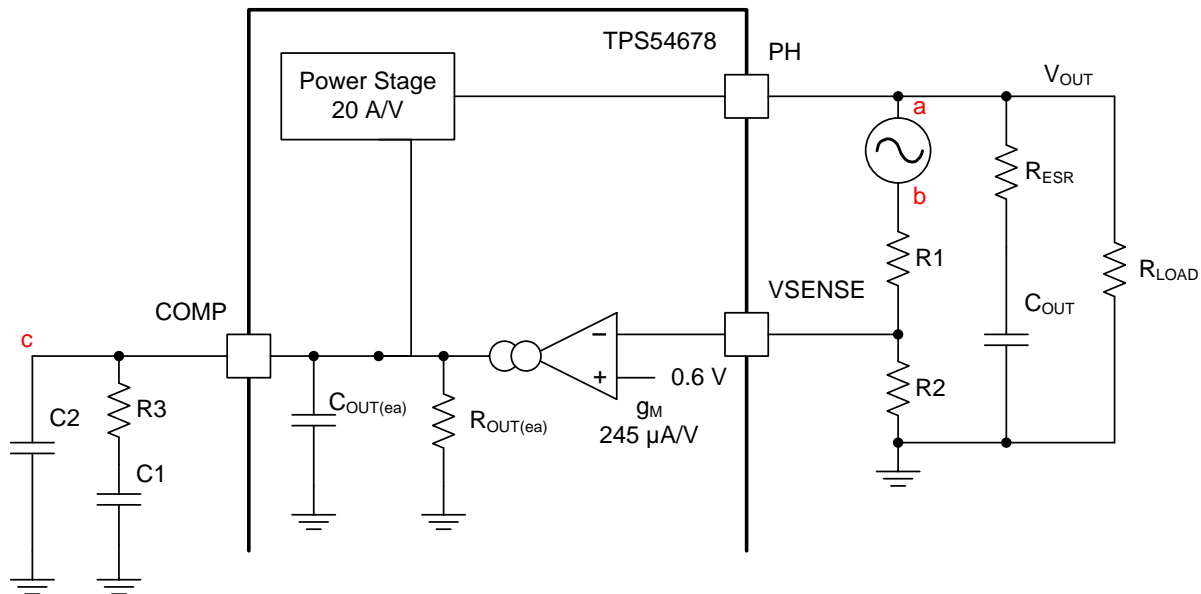 TPS54678
PH
Power Stage
20 A/V
VOUT
a
b
RESR
R1
RLOAD
VSENSE
COMP
COUT
c
−
+
0.6 V
R2
C2
R3
COUT(ea)
ROUT(ea)
gM
245 µA/V
C1